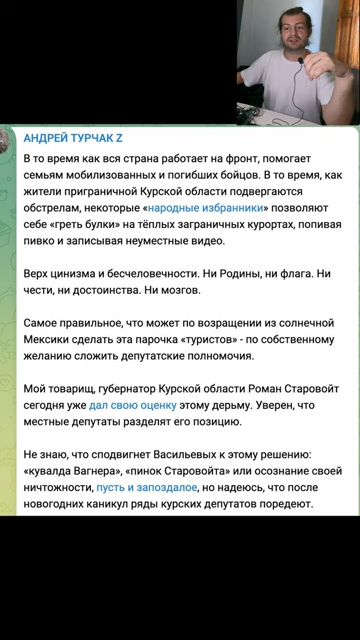 АНДРЕЙ ТУРЧАК Z
В то время как вся страна работает на фронт, помогает
семьям мобилизованных и погибших бойцов. В то время, как
жители приграничной Курской области подвергаются
обстрелам, некоторые «народные избранники» позволяют
себе «греть булки» на тёплых заграничных курортах, попивая
пивко и записывая неуместные видео.
Верх цинизма и бесчеловечности. Ни Родины, ни флага. Ни
чести, ни достоинства. Ни мозгов.
Самое правильное, что может по возращении из солнечной
Мексики сделать эта парочка «туристов» - по собственному
желанию сложить депутатские полномочия.
Мой товарищ, губернатор Курской области Роман Старовойт
сегодня уже дал свою оценку этому дерьму. Уверен, что
местные депутаты разделят его позицию.
Не знаю, что сподвигнет Васильевых к этому решению:
«кувалда Вагнера», «пинок Старовойта» или осознание своей
ничтожности, пусть и запоздалое, но надеюсь, что после
новогодних каникул ряды курских депутатов поредеют.